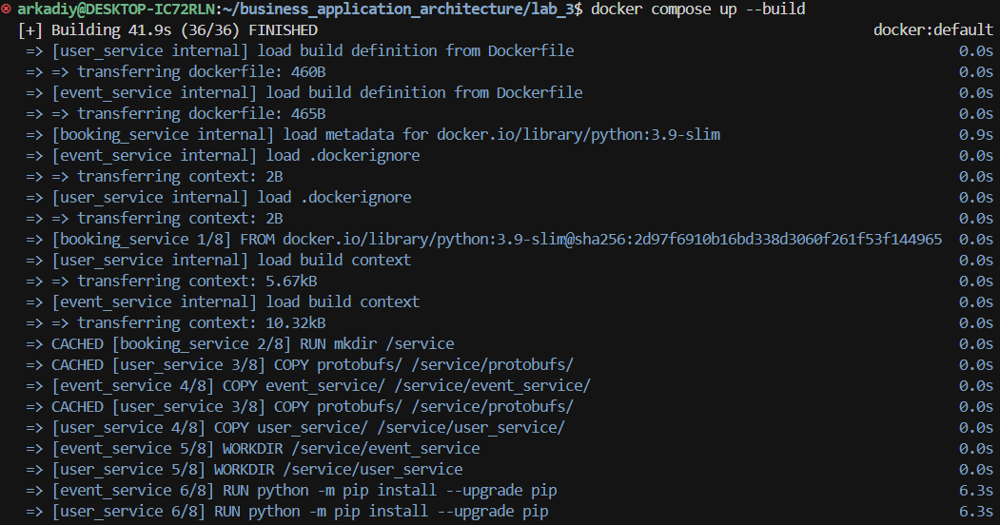 arkadiy@DESKTOP-IC72RLN:~/business_application_architecture/lab_3$ docker compose up --build
[+] Building 41.9s (36/36) FINISHED docker:default
=> [user_service internal] load build definition from Dockerfile 0.0s
=> => transferring dockerfile: 460B 0.0s
=> [event_service internal] load build definition from Dockerfile 0.0s
=> => transferring dockerfile: 465B 0.0s
=> [booking_service internal] load metadata for docker.io/library/python:3.9-slim 0.9s
=> [event_service internal] load .dockerignore 0.0s
=> => transferring context: 2B 0.0s
=> [user_service internal] load .dockerignore 0.0s
=> => transferring context: 2B 0.0s
=> [booking_service 1/8] FROM docker.io/library/python:3.9-slim@sha256:2d97f6910b16bd338d3060f261f53f144965 0.0s
=> [user_service internal] load build context 0.0s
=> => transferring context: 5.67kB 0.0s
=> [event_service internal] load build context 0.0s
=> => transferring context: 10.32kB 0.0s
=> CACHED [booking_service 2/8] RUN mkdir /service 0.0s
=> CACHED [user_service 3/8] COPY protobufs/ /service/protobufs/ 0.0s
=> [event_service 4/8] COPY event_service/ /service/event_service/ 0.0s
=> CACHED [user_service 3/8] COPY protobufs/ /service/protobufs/ 0.0s
=> [user_service 4/8] COPY user_service/ /service/user_service/ 0.0s
=> [event_service 5/8] WORKDIR /service/event_service 0.0s
=> [user_service 5/8] WORKDIR /service/user_service 0.0s
=> [event_service 6/8] RUN python -m pip install --upgrade pip 6.3s
=> [user_service 6/8] RUN python -m pip install --upgrade pip 6.3s